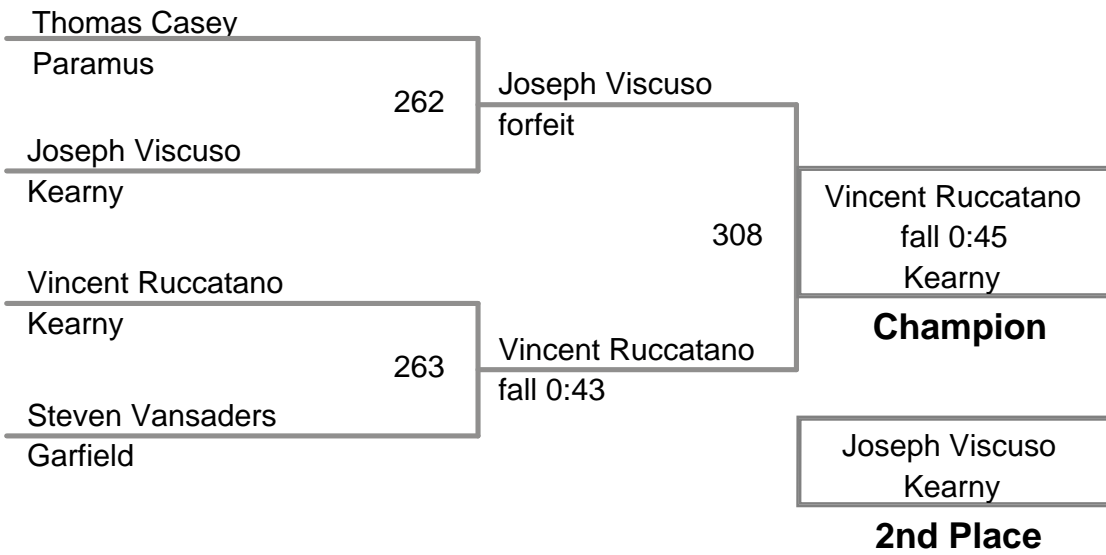 Thomas Casey
Paramus
262
Joseph Viscuso
Kearny
Joseph Viscuso
forfeit
Vincent Ruccatano
Kearny
263
Steven Vansaders
Garfield
Vincent Ruccatano
fall 0:43
308
Vincent Ruccatano
fall 0:45
Kearny
Champion
Joseph Viscuso
Kearny
2nd Place